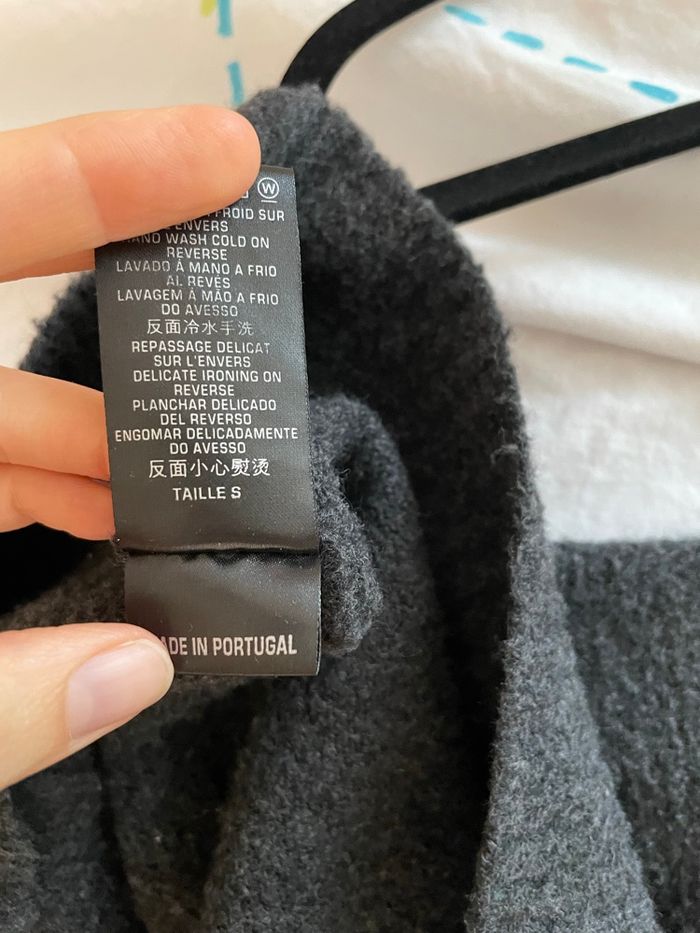 W
FROID SUR
L'ENVERS
HAND WASH COLD ON
REVERSE
LAVADO À MANO A FRIO
AL REVÉS
LAVAGEM À MÃO A FRIO
DO AVESSO
反面冷水手洗
REPASSAGE DELICAT
SUR L'ENVERS
DELICATE IRONING ON
REVERSE
PLANCHAR DELICADO
DEL REVERSO
ENGOMAR DELICADAMENTE
DO AVESSO
反面小心熨烫
TAILLE S
MADE IN PORTUGAL